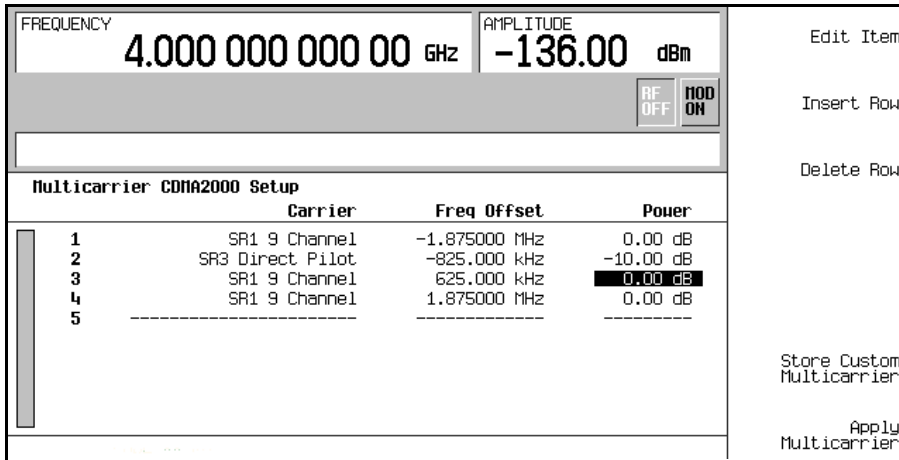 FREQUENCY
4.000 000 000 00 GHz
AMPLITUDE
-136.00 dBm
RF OFF
MOD ON
Edit Item
Insert Row
Delete Row
Multicarrier CDMA2000 Setup
Carrier Freq Offset Power
1 SR1 9 Channel -1.875000 MHz 0.00 dB
2 SR3 Direct Pilot -825.000 kHz -10.00 dB
3 SR1 9 Channel 625.000 kHz 0.00 dB
4 SR1 9 Channel 1.875000 MHz 0.00 dB
5 ----------------------- ------------- ---------
Store Custom
Multicarrier
Apply
Multicarrier